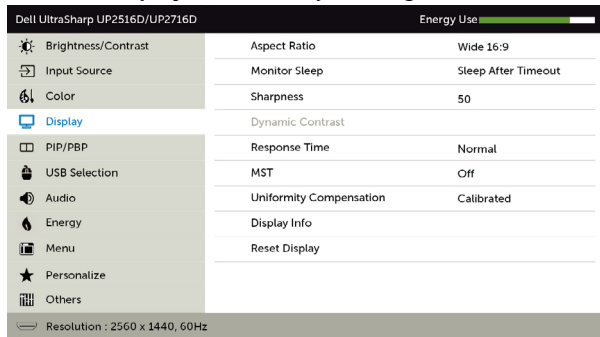 Dell UltraSharp UP2516D/UP2716D Energy Use
Brightness/Contrast Aspect Ratio Wide 16:9
Input Source Monitor Sleep Sleep After Timeout
Color Sharpness 50
Display Dynamic Contrast
PIP/PBP Response Time Normal
USB Selection MST Off
Audio Uniformity Compensation Calibrated
Energy Display Info
Menu Reset Display
Personalize
Others
Resolution : 2560 x 1440, 60Hz